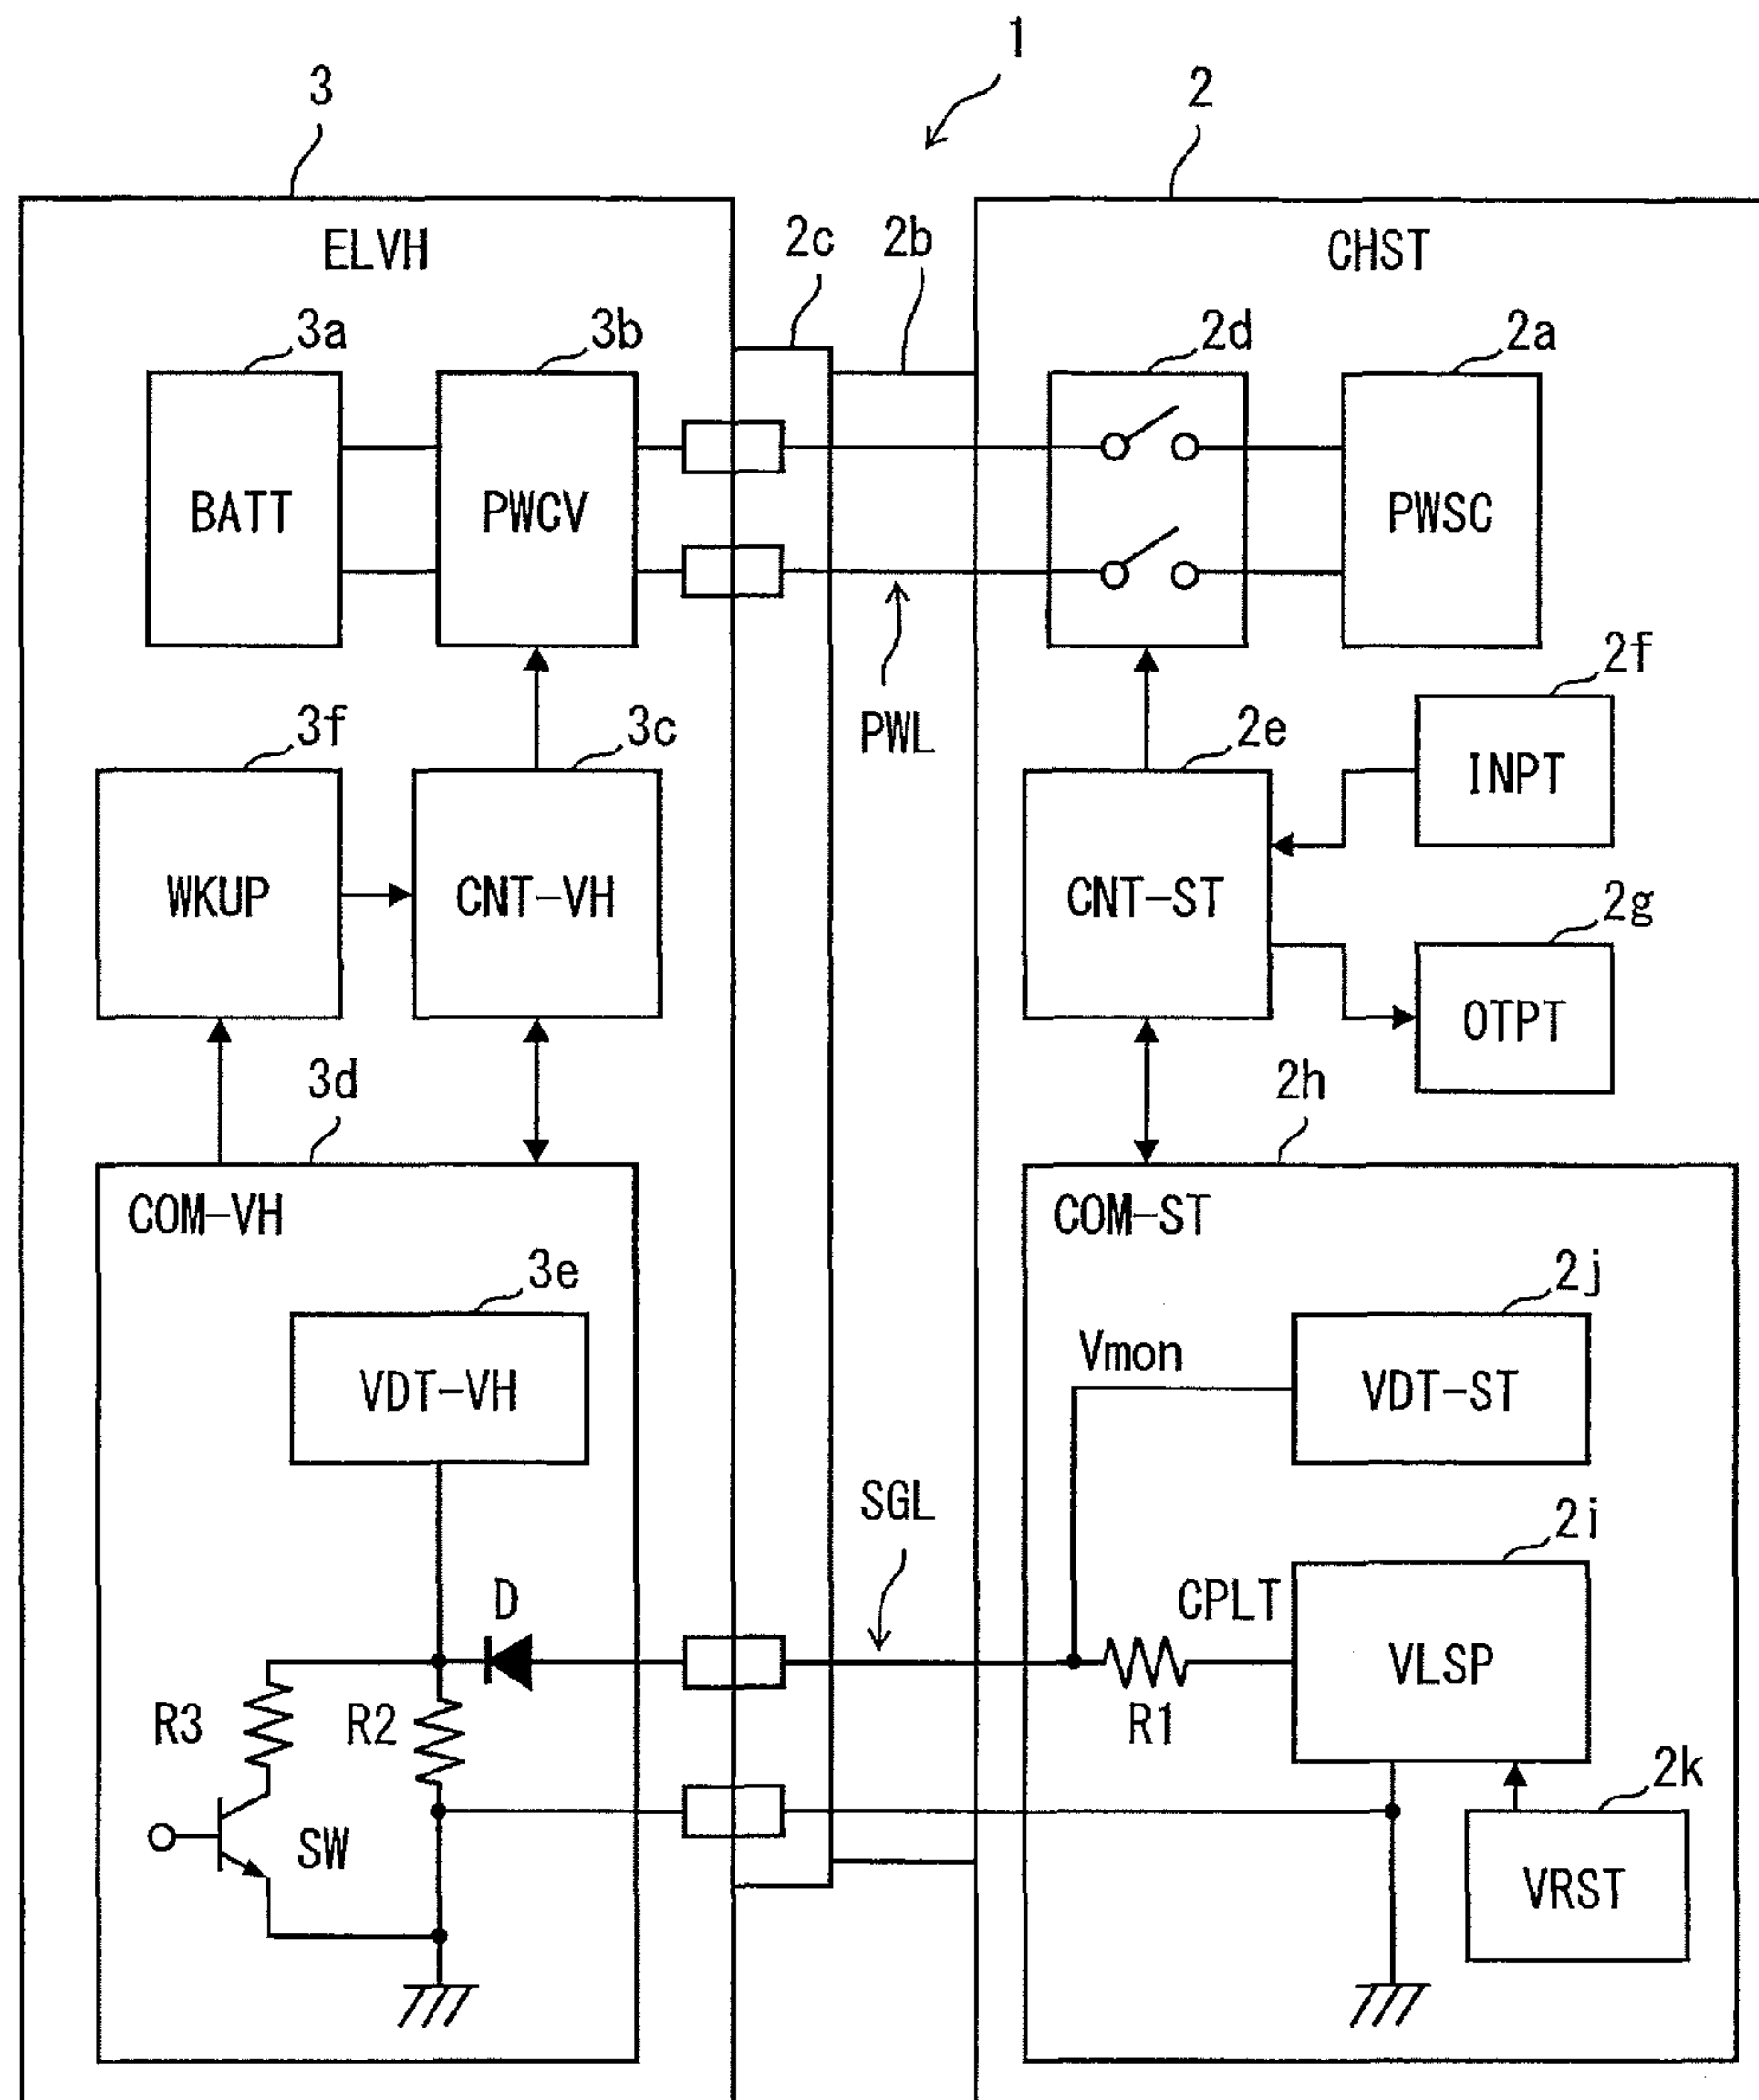 1
3
2
ELVH
2c
2b
CHST
3a
3b
2d
2a
BATT
PWCV
PWSC
2f
3f
3c
PWL
2e
INPT
WKUP
CNT-VH
CNT-ST
2g
OTPT
3d
2h
COM-VH
COM-ST
3e
2j
VDT-VH
Vmon
VDT-ST
SGL
2i
D
CPLT
VLSP
R3
R2
R1
2k
SW
VRST